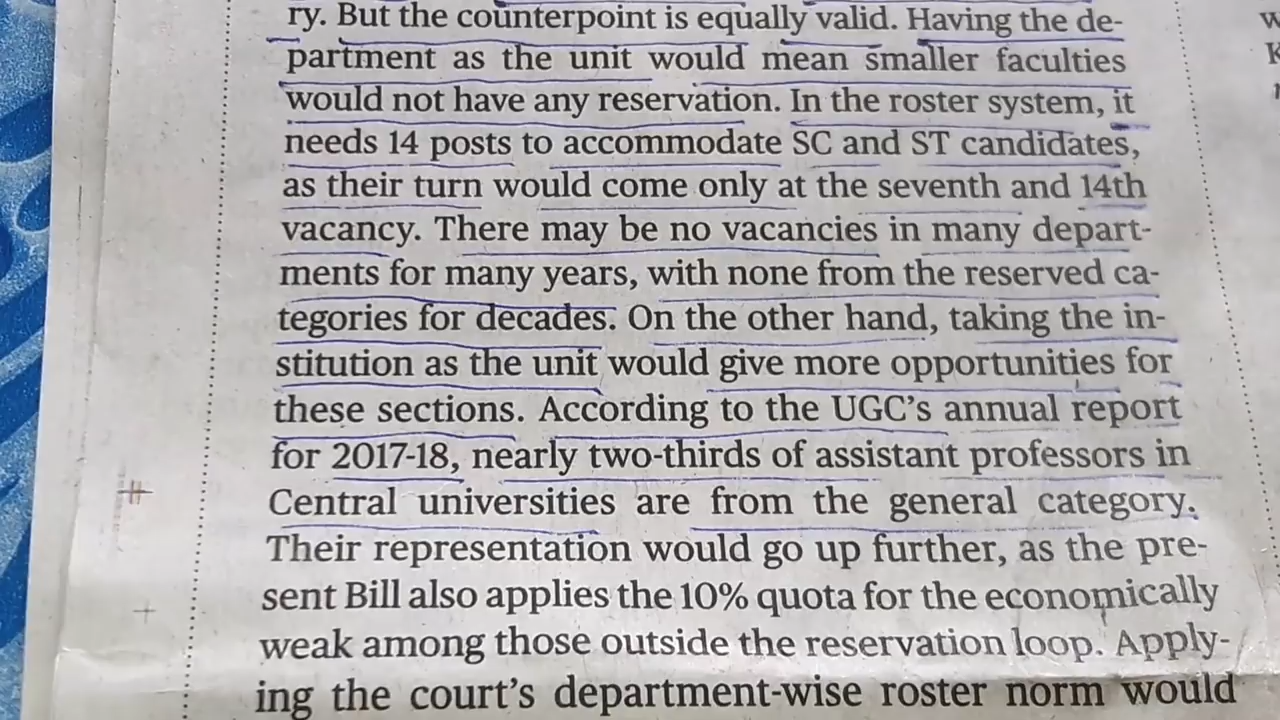 ry. But the counterpoint is equally valid. Having the de-
partment as the unit would mean smaller faculties
would not have any reservation. In the roster system, it
needs 14 posts to accommodate SC and ST candidates,
as their turn would come only at the seventh and 14th
vacancy. There may be no vacancies in many depart-
ments for many years, with none from the reserved ca-
tegories for decades. On the other hand, taking the in-
stitution as the unit would give more opportunities for
these sections. According to the UGC's annual report
for 2017-18, nearly two-thirds of assistant professors in
Central universities are from the general category.
Their representation would go up further, as the pre-
sent Bill also applies the 10% quota for the economically
weak among those outside the reservation loop. Apply-
ing the court's department-wise roster norm would